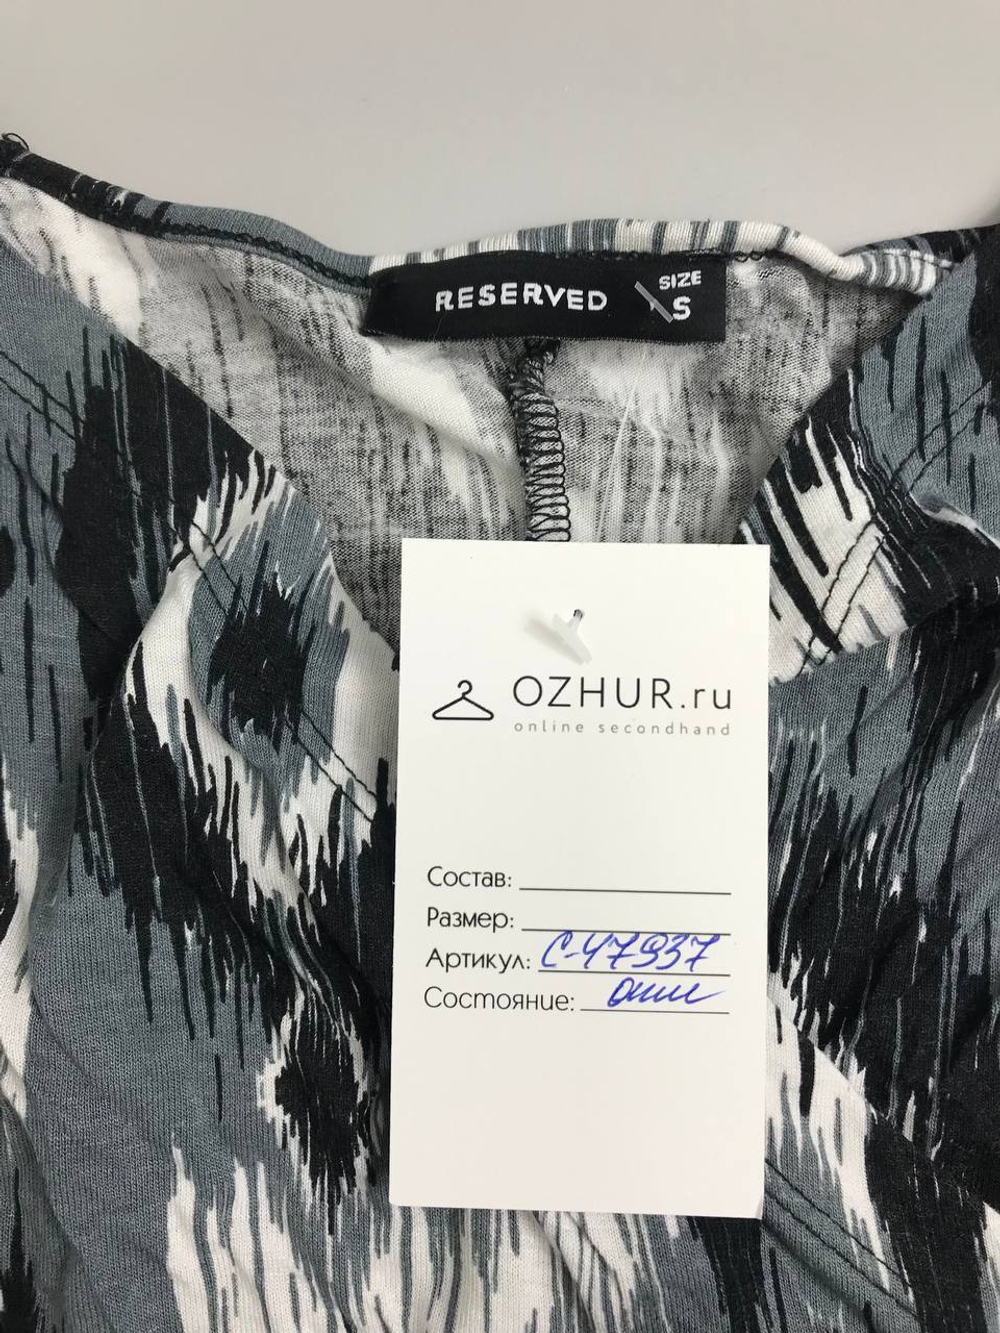 RESERVED
SIZE
S
OZHUR.ru
online secondhand
Состав:
Размер:
Артикул: С-47937
Состояние: